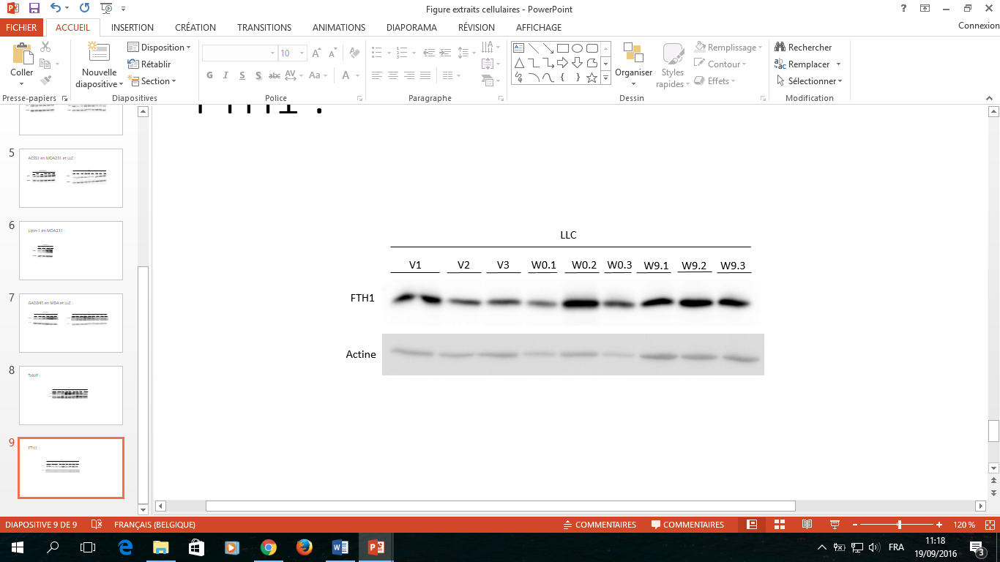 Figure extraits cellulaires - PowerPoint
?
Connexion
FICHIER ACCUEIL INSERTION CRÉATION TRANSITIONS ANIMATIONS DIAPORAMA RÉVISION AFFICHAGE
Coller
Presse-papiers
Nouvelle diapositive
Disposition
Rétablir
Section
Diapositives
10
G I S S abc AV Aa A
Police
Paragraphe
Organiser
Styles rapides
Remplissage
Contour
Effets
Dessin
Rechercher
Remplacer
Sélectionner
Modification
5
ACSS1 en MDA231 et LLC :
6
Lipin-1 en MDA231 :
7
GADD45 en MDA et LLC :
8
TxNIP :
9
FTH1 :
FTH1 :
LLC
V1 V2 V3 W0.1 W0.2 W0.3 W9.1 W9.2 W9.3
FTH1
Actine
DIAPOSITIVE 9 DE 9 FRANÇAIS (BELGIQUE) COMMENTAIRES COMMENTAIRES 120 %
FRA
11:18
19/09/2016
3